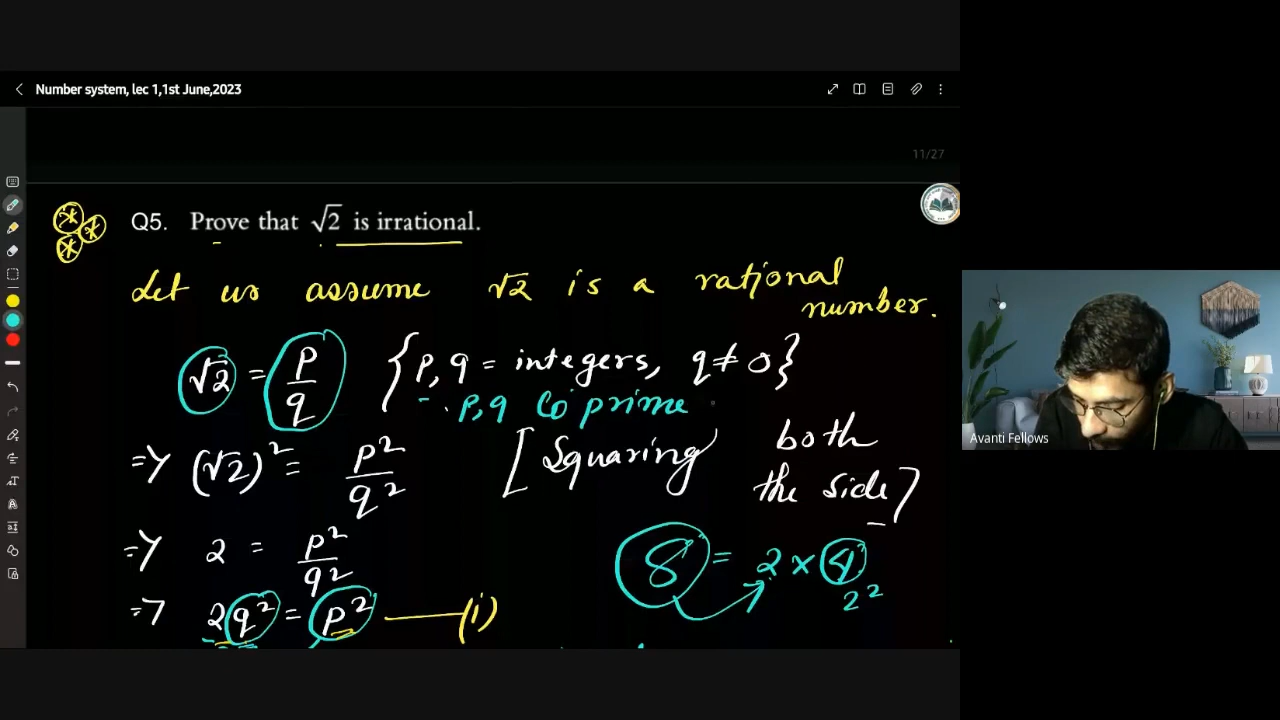 Number system, lec 1,1st June,2023
11/27
Q5. Prove that √2 is irrational.
Let us assume √2 is a rational
number.
√2 = p/q {p, q = integers, q ≠ 0}
p, q Co prime
=> (√2)² = p²/q² [Squaring both
the side]
=> 2 = p²/q²
8 = 2 × 4
2²
=> 2q² = p² —— (i)
Avanti Fellows